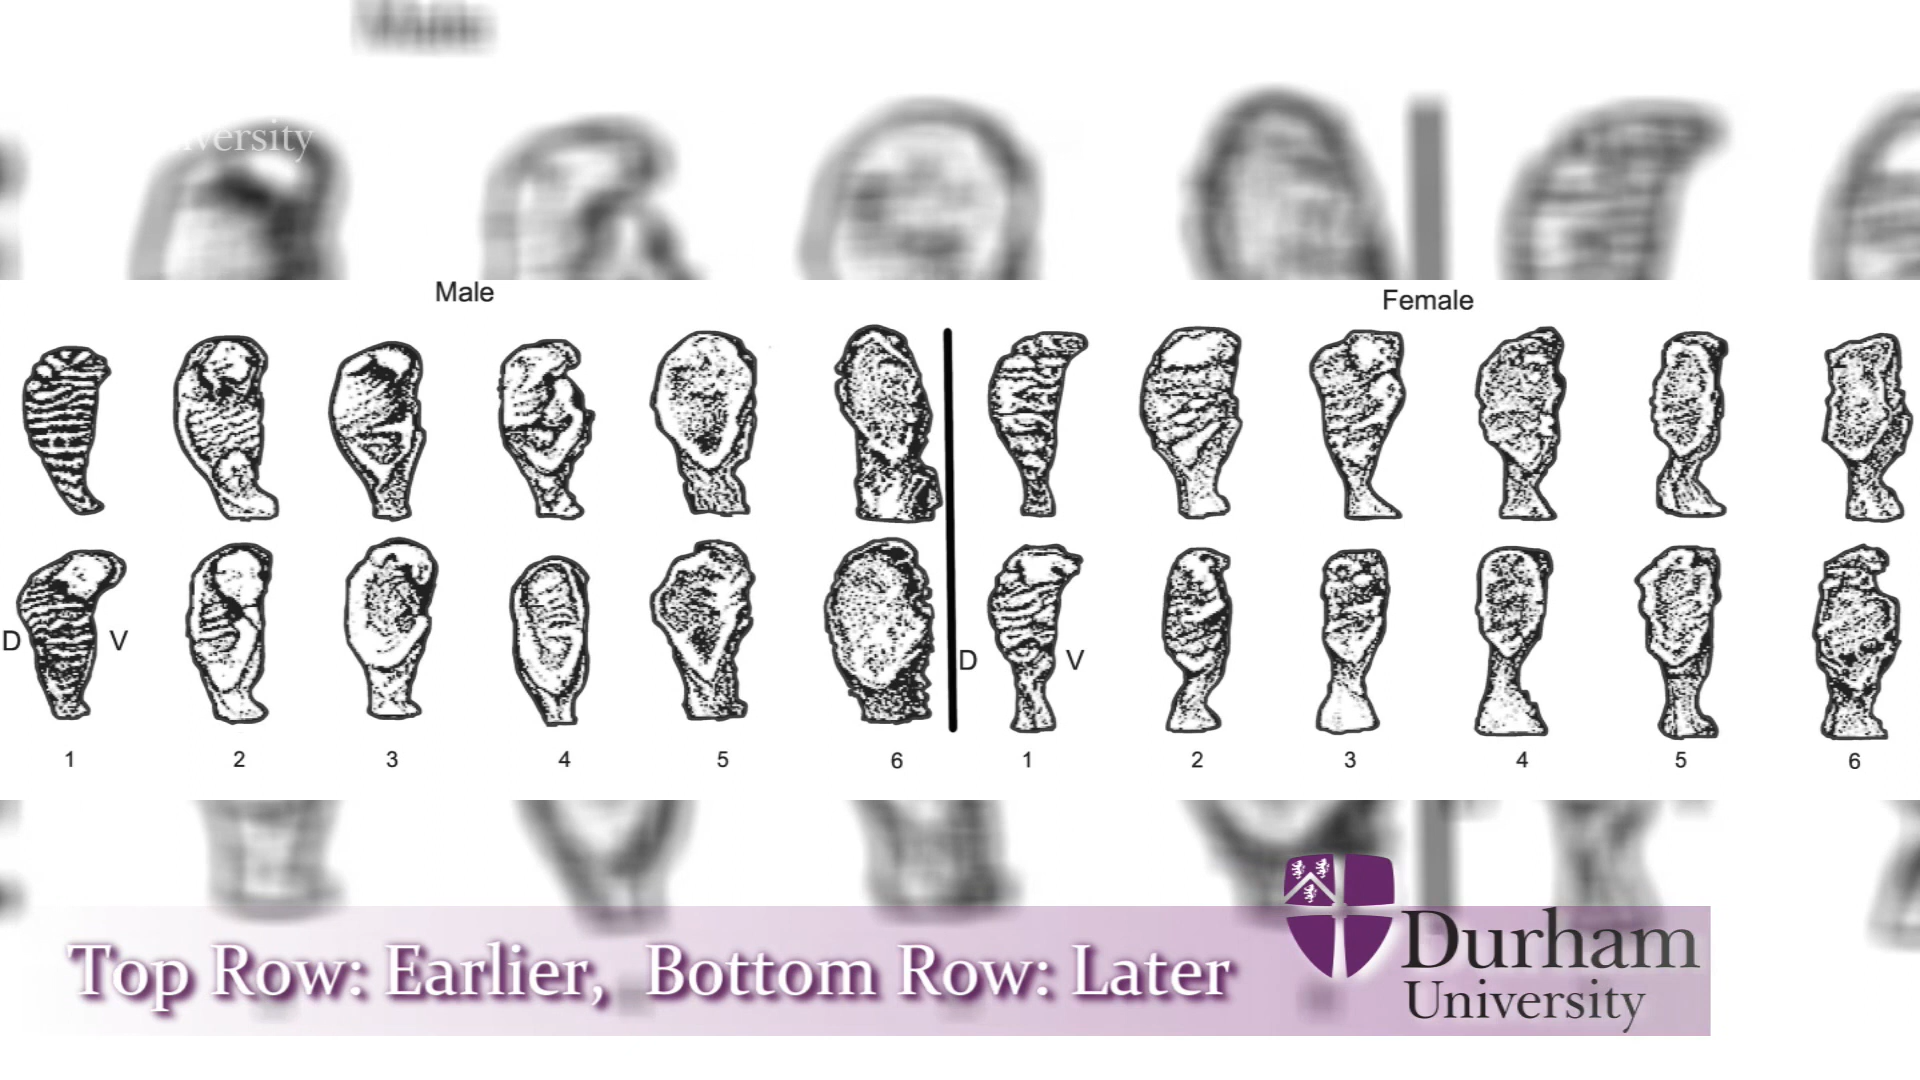 Male
Female
D V D V
1 2 3 4 5 6 1 2 3 4 5 6
Top Row: Earlier, Bottom Row: Later
Durham
University